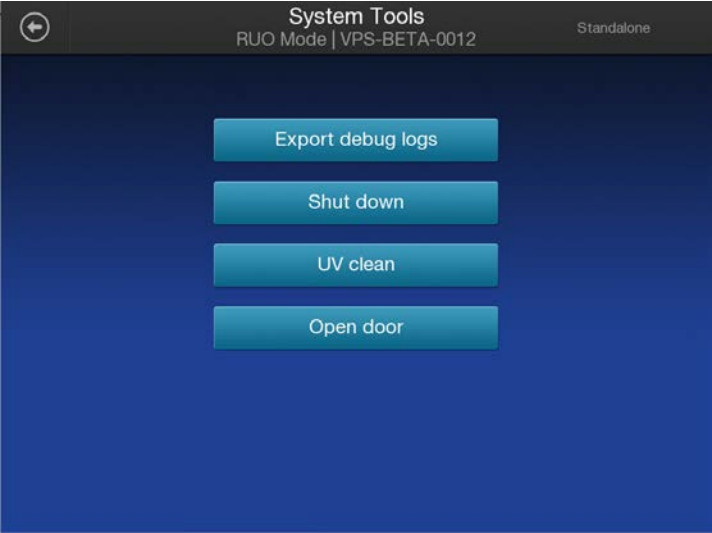 System Tools
RUO Mode | VPS-BETA-0012
Standalone
Export debug logs
Shut down
UV clean
Open door